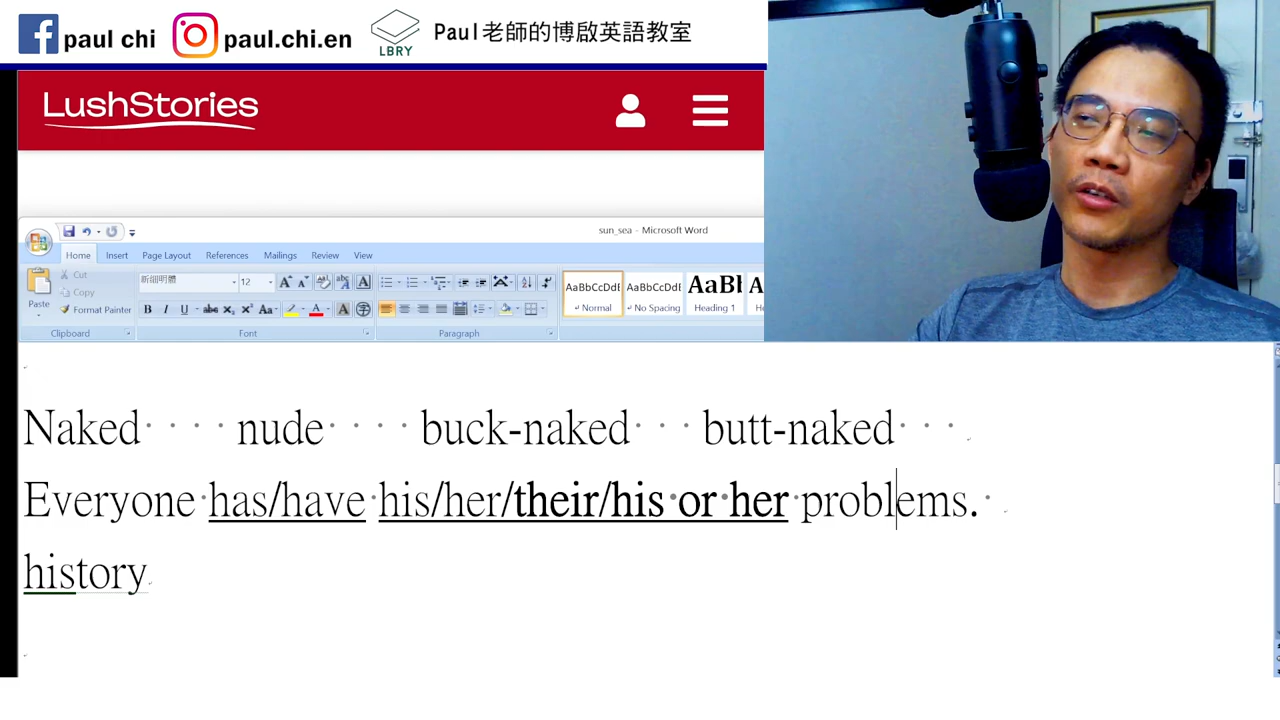 paul chi
paul.chi.en
LBRY
Paul老師的博啟英語教室
LushStories
sun_sea - Microsoft Word
Home Insert Page Layout References Mailings Review View
Paste
Cut
Copy
Format Painter
新細明體 12
AaBbCcDdE AaBbCcDdE AaBl
Normal No Spacing Heading 1
Clipboard Font Paragraph
Naked nude buck-naked butt-naked
Everyone has/have his/her/their/his or her problems.
history